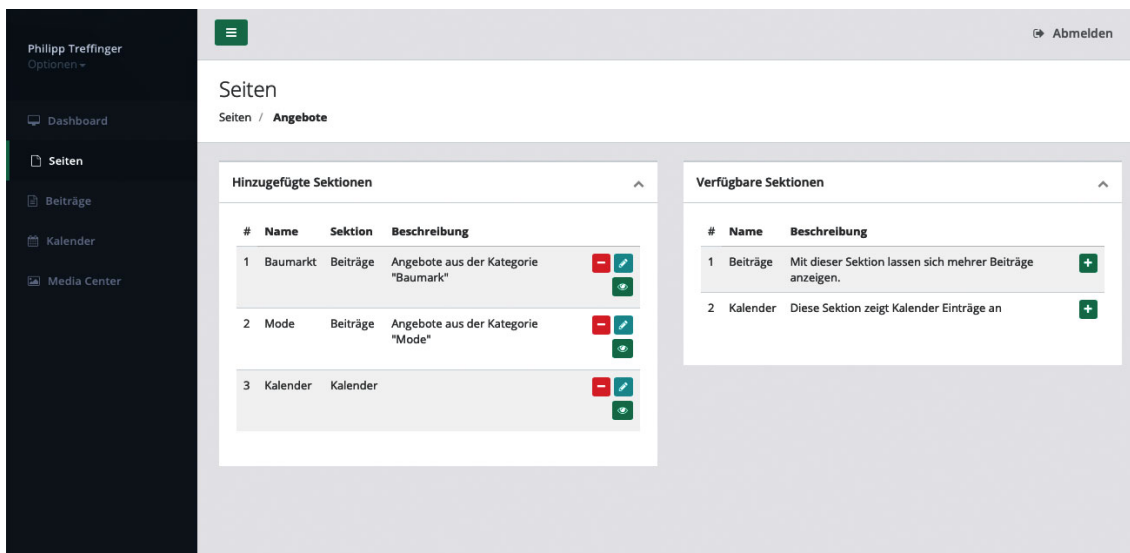 Philipp Treffinger
Optionen
Dashboard
Seiten
Beiträge
Kalender
Media Center
Abmelden
Seiten
Seiten / Angebote
Hinzugefügte Sektionen
# Name Sektion Beschreibung
1 Baumarkt Beiträge Angebote aus der Kategorie
"Baumark"
2 Mode Beiträge Angebote aus der Kategorie
"Mode"
3 Kalender Kalender
Verfügbare Sektionen
# Name Beschreibung
1 Beiträge Mit dieser Sektion lassen sich mehrer Beiträge
anzeigen.
2 Kalender Diese Sektion zeigt Kalender Einträge an